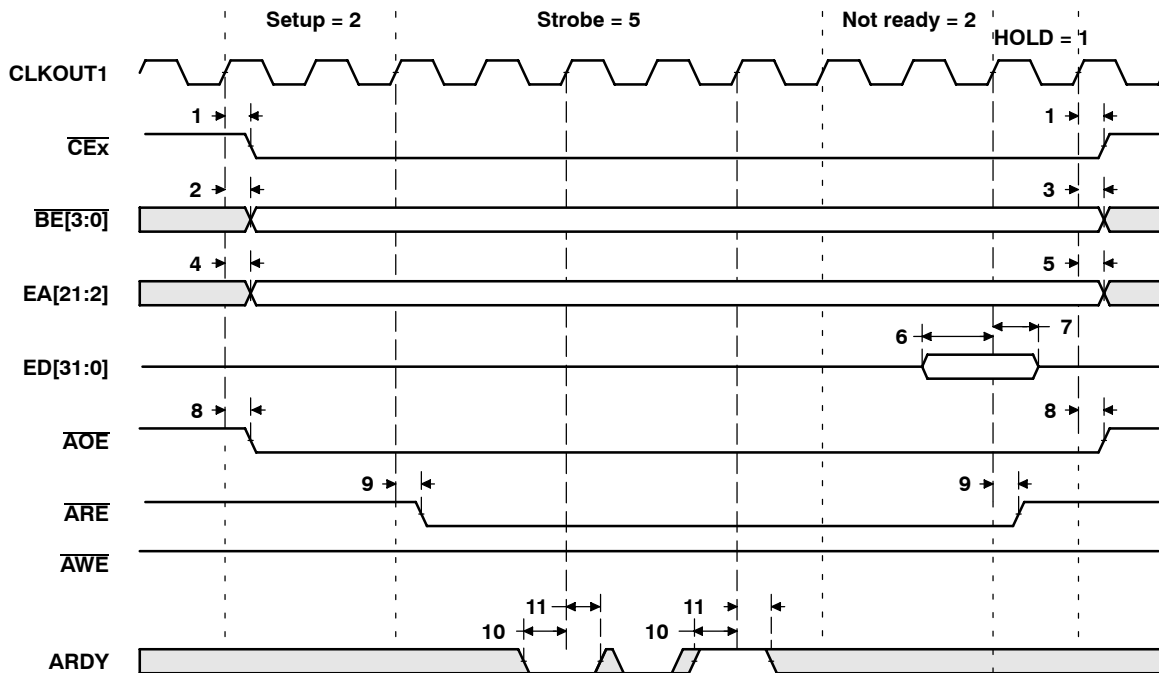 Setup = 2 Strobe = 5 Not ready = 2
HOLD = 1
CLKOUT1
1 1
CEx
2 3
BE[3:0]
4 5
EA[21:2]
6 7
ED[31:0]
8 8
AOE
9 9
ARE
AWE
11 11
10 10
ARDY